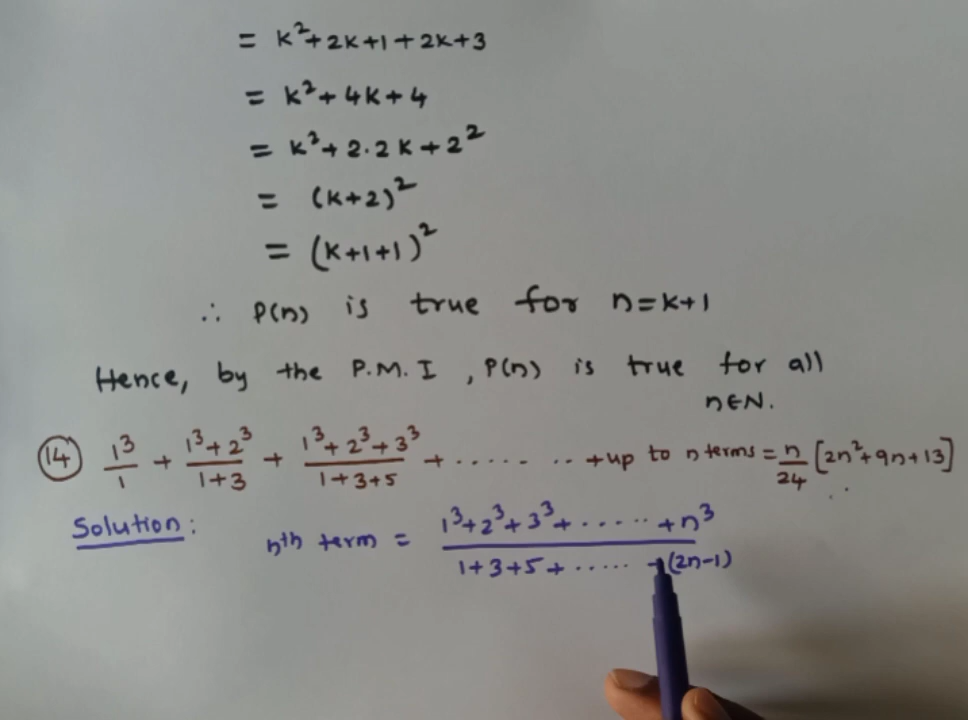 = k²+2k+1+2k+3
= k²+4k+4
= k²+2·2k+2²
= (k+2)²
= (k+1+1)²
∴ P(n) is true for n=k+1
Hence, by the P.M.I, P(n) is true for all
n∈N.
(14) 1³/1 + (1³+2³)/(1+3) + (1³+2³+3³)/(1+3+5) + ........ +up to n terms = n/24 [2n²+9n+13]
Solution: nth term = (1³+2³+3³+......+n³)/(1+3+5+.....+(2n-1))